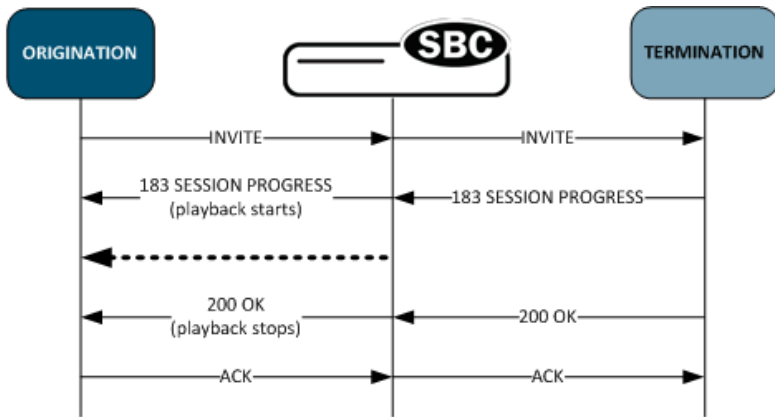 ORIGINATION
SBC
TERMINATION
INVITE
INVITE
183 SESSION PROGRESS
(playback starts)
183 SESSION PROGRESS
200 OK
(playback stops)
200 OK
ACK
ACK